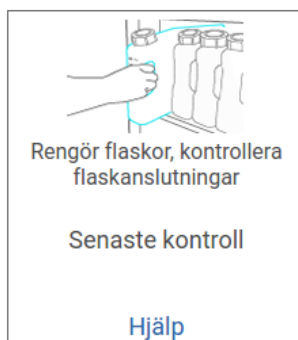 Rengör flaskor, kontrollera
flaskanslutningar
Senaste kontroll
Hjälp